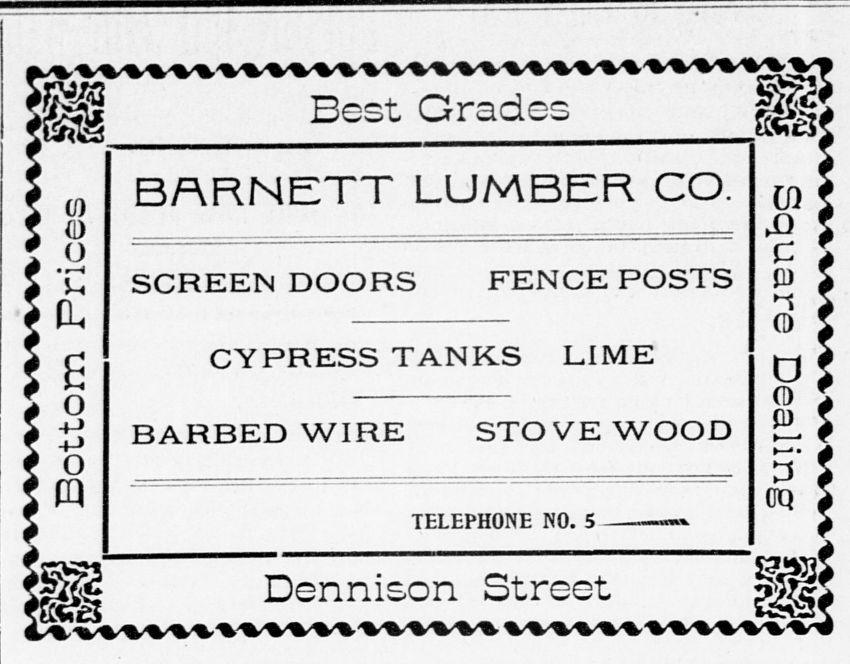 Best Grades
BARNETT LUMBER CO.
SCREEN DOORS FENCE POSTS
CYPRESS TANKS LIME
BARBED WIRE STOVE WOOD
TELEPHONE NO. 5
Dennison Street
Bottom Prices
Square Dealing